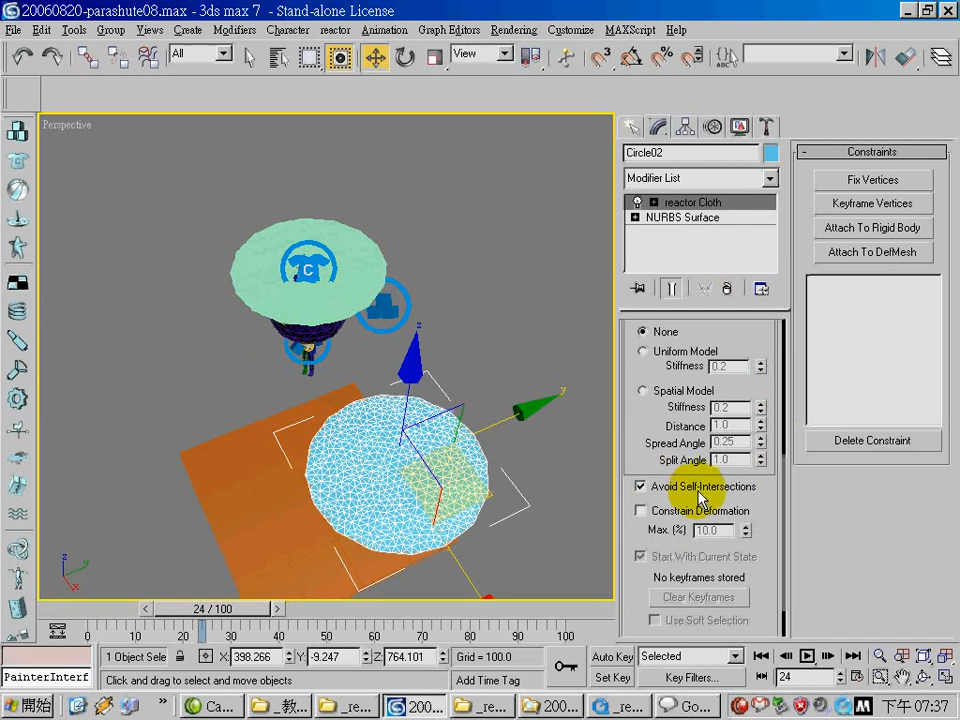 20060820-parashute08.max - 3ds max 7 - Stand-alone License
File Edit Tools Group Views Create Modifiers Character reactor Animation Graph Editors Rendering Customize MAXScript Help
All
View
Perspective
C
z
y
z
y
x
Circle02
Modifier List
reactor Cloth
NURBS Surface
None
Uniform Model
Stiffness 0.2
Spatial Model
Stiffness 0.2
Distance 1.0
Spread Angle 0.25
Split Angle 1.0
Avoid Self-Intersections
Constrain Deformation
Max. (%) 10.0
Start With Current State
No keyframes stored
Clear Keyframes
Use Soft Selection
- Constraints
Fix Vertices
Keyframe Vertices
Attach To Rigid Body
Attach To DefMesh
Delete Constraint
< 24 / 100 >
0 10 20 30 40 50 60 70 80 90 100
1 Object Sele X: 398.266 Y: -9.247 Z: 764.101 Grid = 100.0 Auto Key Selected
PainterInterf Click and drag to select and move objects Add Time Tag Set Key Key Filters... 24
開始 » Ca... _教... _re... 200... _re... 200... _re... Go... 下午 07:37